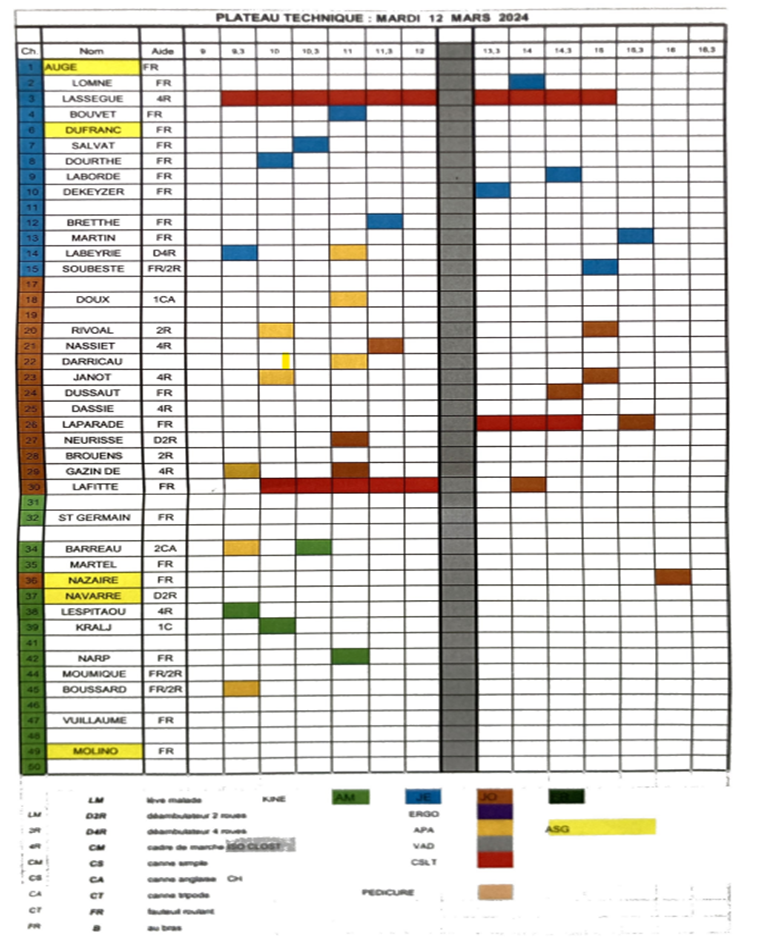 PLATEAU TECHNIQUE : MARDI 12 MARS 2024
Ch. Nom Aide 9 9,3 10 10,3 11 11,3 12 13,3 14 14,3 15 15,3 16 16,3
1 AUGE FR
2 LOMNE FR
3 LASSEGUE 4R
4 BOUVET FR
6 DUFRANC FR
7 SALVAT FR
8 DOURTHE FR
9 LABORDE FR
10 DEKEYZER FR
11
12 BRETTHE FR
13 MARTIN FR
14 LABEYRIE D4R
15 SOUBESTE FR/2R
17
18 DOUX 1CA
19
20 RIVOAL 2R
21 NASSIET 4R
22 DARRICAU
23 JANOT 4R
24 DUSSAUT FR
25 DASSIE 4R
26 LAPARADE FR
27 NEURISSE D2R
28 BROUENS 2R
29 GAZIN DE 4R
30 LAFITTE FR
31
32 ST GERMAIN FR
34 BARREAU 2CA
35 MARTEL FR
36 NAZAIRE FR
37 NAVARRE D2R
38 LESPITAOU 4R
39 KRALJ 1C
41
42 NARP FR
44 MOUMIQUE FR/2R
45 BOUSSARD FR/2R
46
47 VUILLAUME FR
48
49 MOLINO FR
50
LM lève malade KINE AM JE JO
LM D2R déambulateur 2 roues ERGO
2R D4R déambulateur 4 roues APA ASG
4R CM cadre de marche ISO CLOST VAD
CM CS canne simple CSLT
CS CA canne anglaise CH
CA CT canne tripode PEDICURE
CT FR fauteuil roulant
FR B au bras